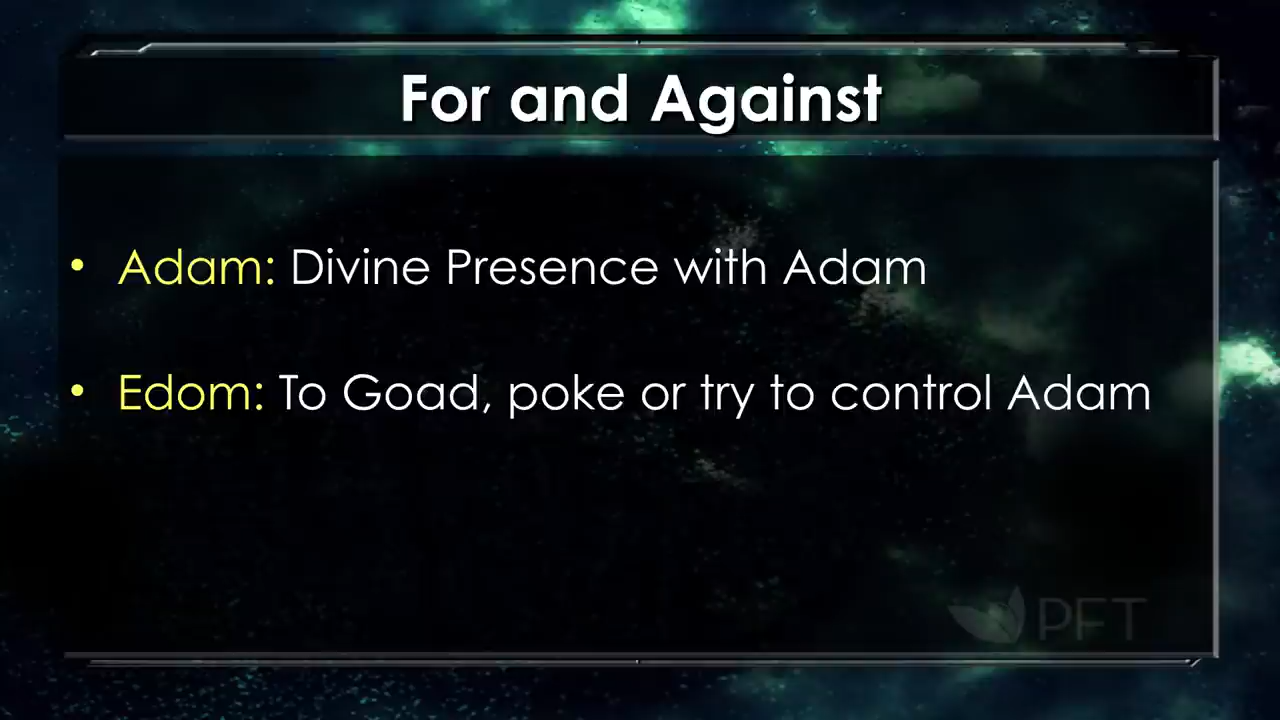 For and Against
• Adam: Divine Presence with Adam
• Edom: To Goad, poke or try to control Adam
PFT